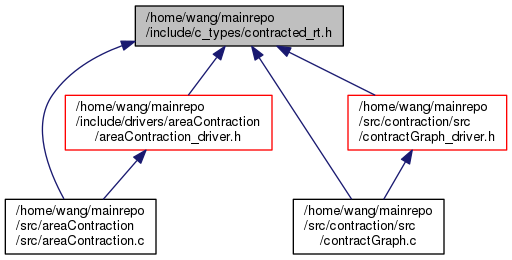 /home/wang/mainrepo
/include/c_types/contracted_rt.h
/home/wang/mainrepo
/include/drivers/areaContraction
/areaContraction_driver.h
/home/wang/mainrepo
/src/contraction/src
/contractGraph_driver.h
/home/wang/mainrepo
/src/areaContraction
/src/areaContraction.c
/home/wang/mainrepo
/src/contraction/src
/contractGraph.c